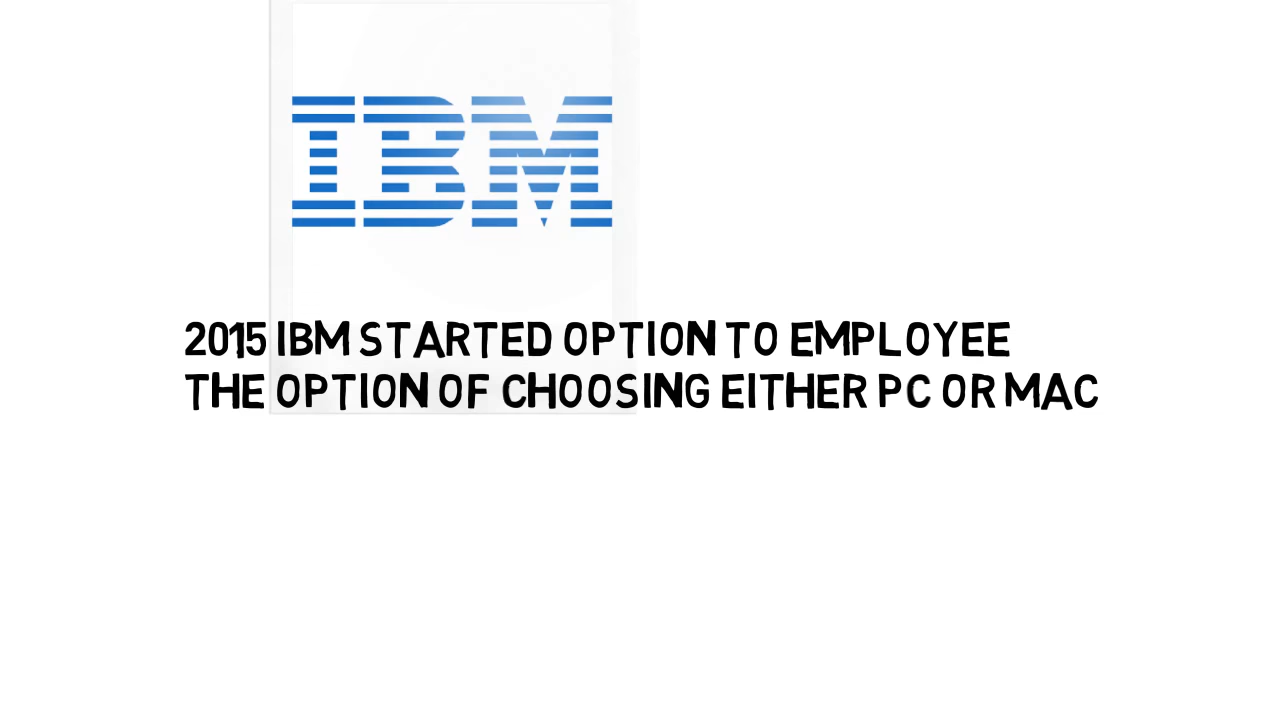 IBM
2015 IBM STARTED OPTION TO EMPLOYEE
THE OPTION OF CHOOSING EITHER PC OR MAC